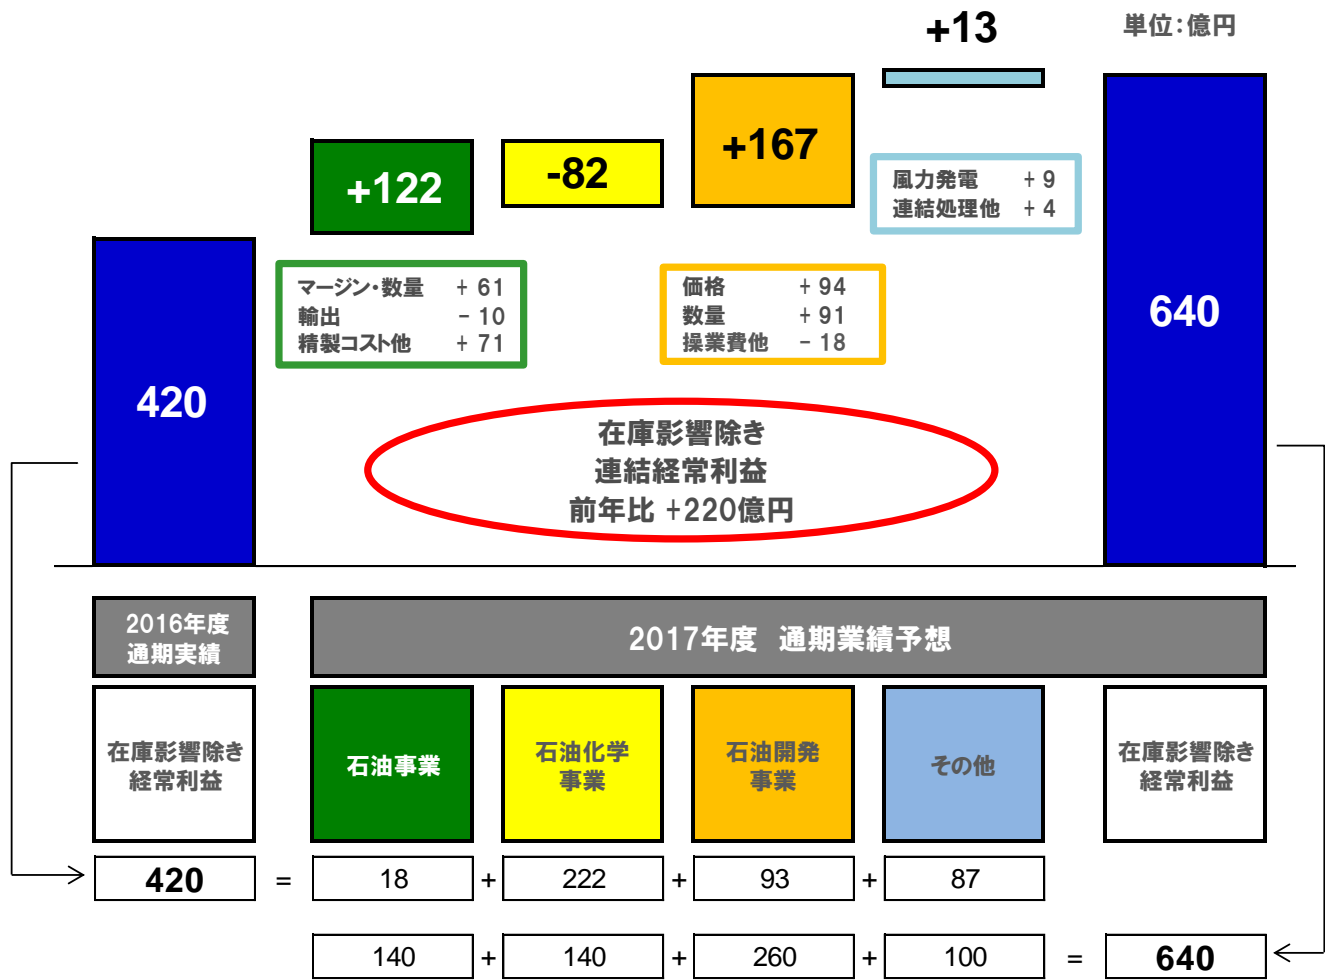 +13
単位：億円
+122
-82
+167
風力発電 + 9
連結処理他 + 4
マージン・数量 + 61
輸出 - 10
精製コスト他 + 71
価格 + 94
数量 + 91
操業費他 - 18
420
640
在庫影響除き
連結経常利益
前年比 +220億円
2016年度
通期実績
2017年度 通期業績予想
在庫影響除き
経常利益
石油事業
石油化学
事業
石油開発
事業
その他
在庫影響除き
経常利益
420 = 18 + 222 + 93 + 87
140 + 140 + 260 + 100 = 640